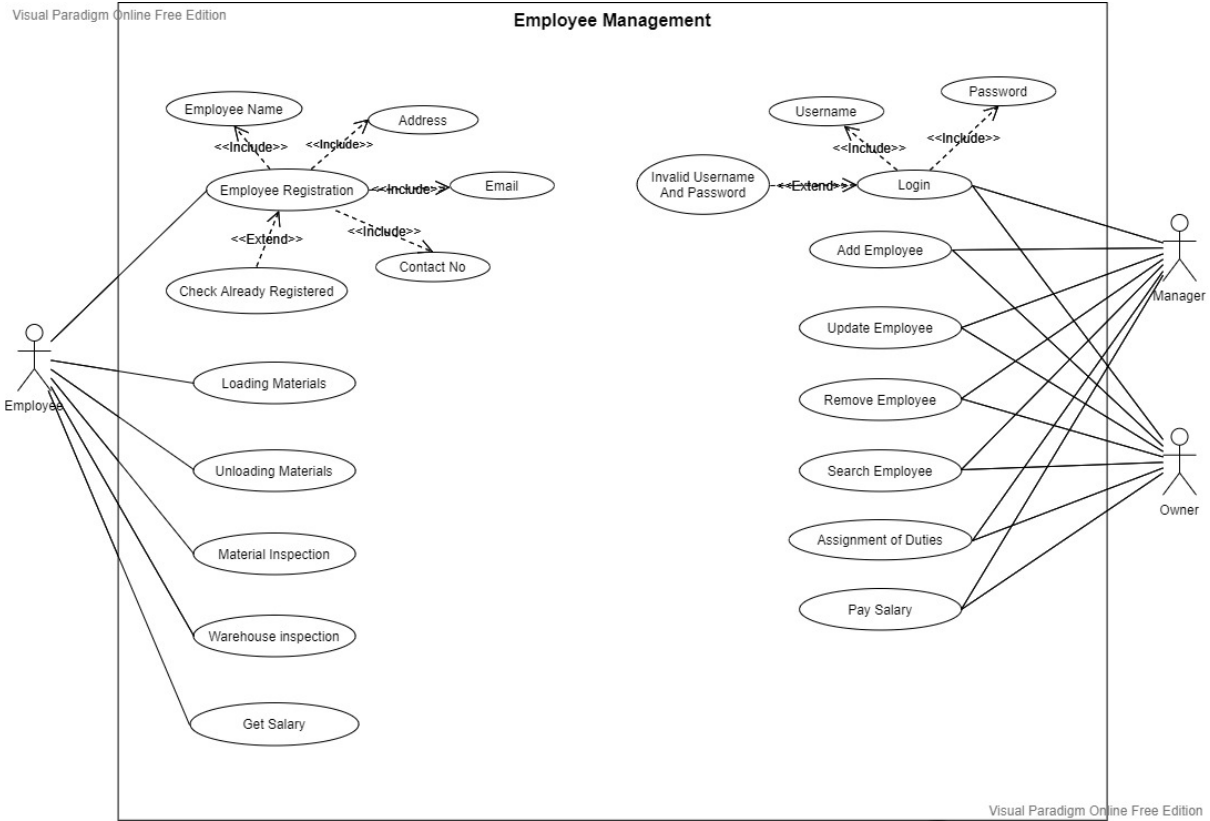 Visual Paradigm Online Free Edition
Employee Management
Employee Name
Address
Username
Password
<<Include>>
<<Include>>
<<Include>>
<<Include>>
Employee Registration
<<Include>>
Email
Invalid Username
And Password
<<Extend>>
Login
<<Extend>>
<<Include>>
Contact No
Check Already Registered
Add Employee
Manager
Update Employee
Employee
Loading Materials
Remove Employee
Unloading Materials
Search Employee
Owner
Material Inspection
Assignment of Duties
Warehouse inspection
Pay Salary
Get Salary
Visual Paradigm Online Free Edition